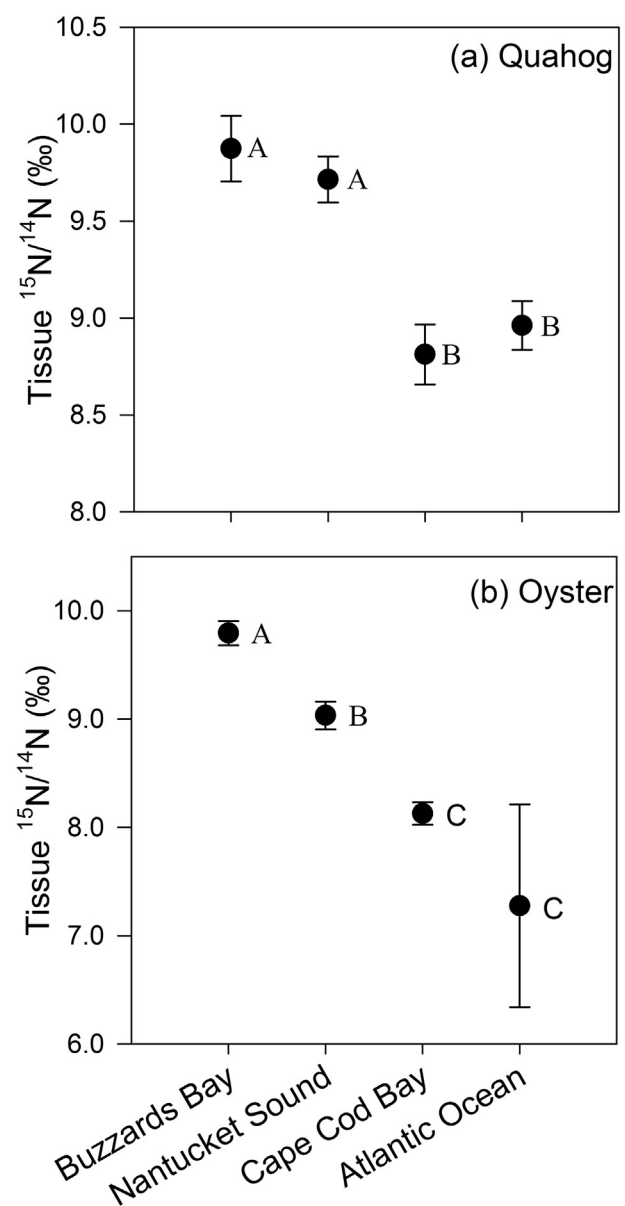 (a) Quahog
Tissue ¹⁵N/¹⁴N (‰)
10.5
10.0
9.5
9.0
8.5
8.0
A
A
B
B
(b) Oyster
Tissue ¹⁵N/¹⁴N (‰)
10.0
9.0
8.0
7.0
6.0
A
B
C
C
Buzzards Bay
Nantucket Sound
Cape Cod Bay
Atlantic Ocean